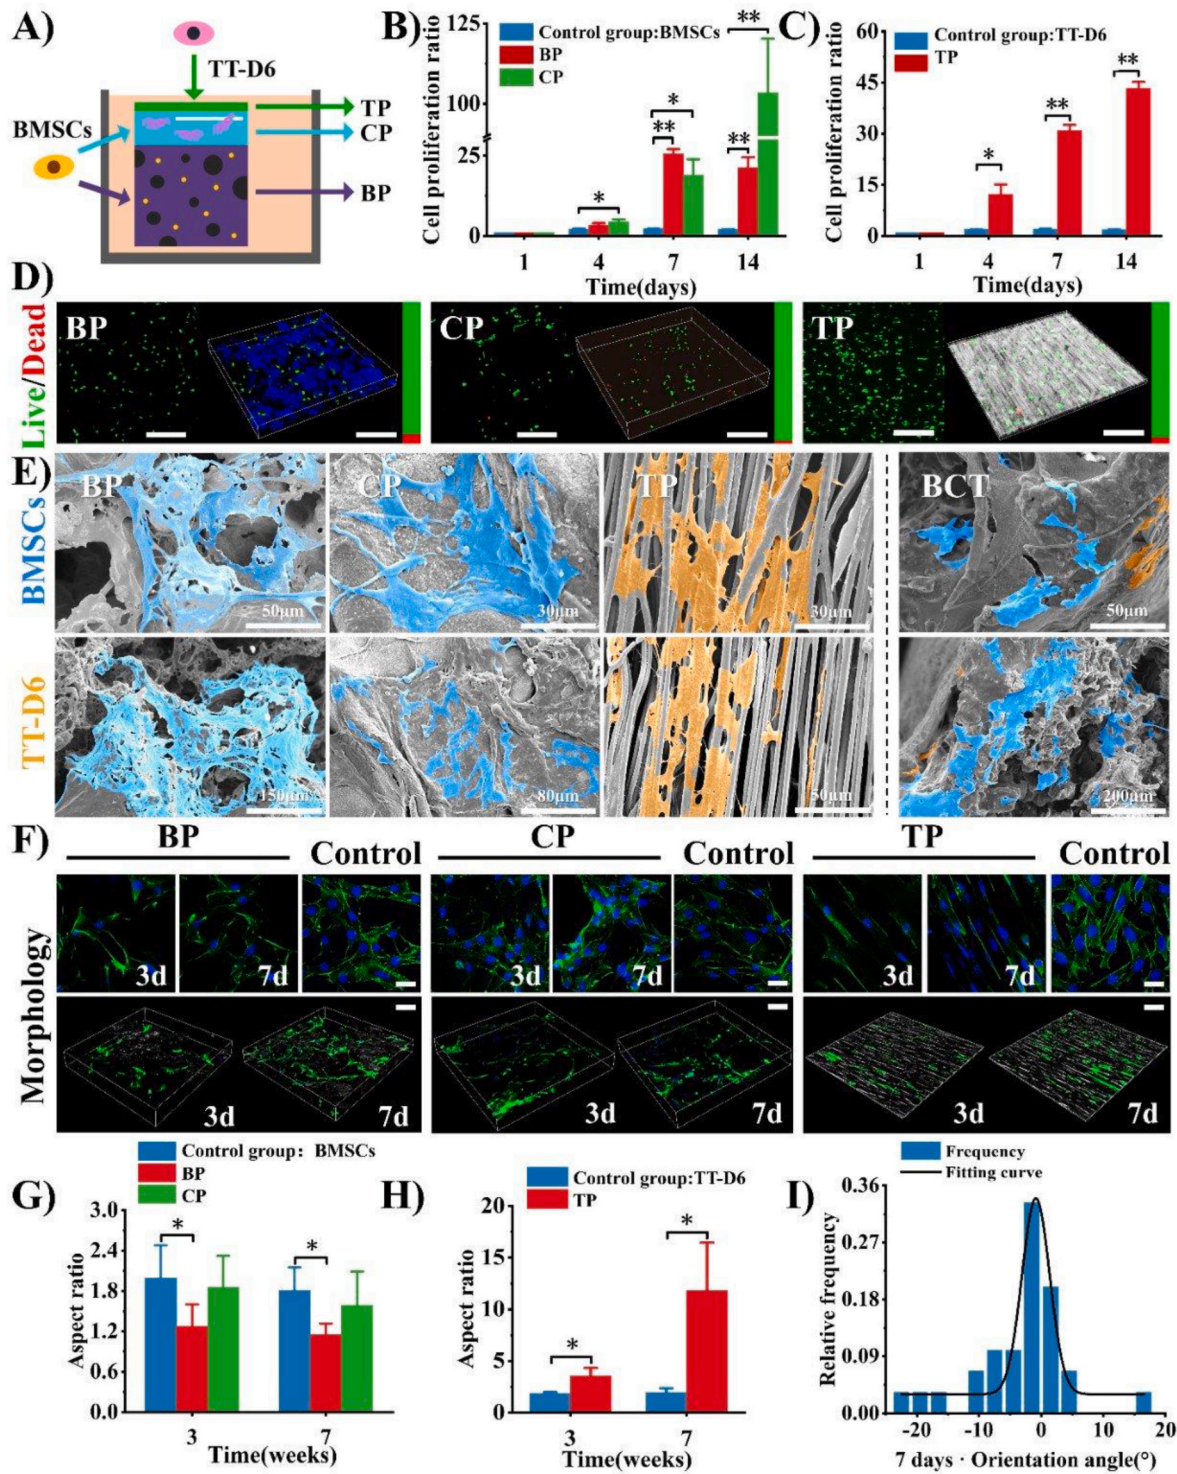 A)
TT-D6
BMSCs
TP
CP
BP
B)
Control group:BMSCs
BP
CP
Cell proliferation ratio
125
100
25
0
1 4 7 14
Time(days)
* ** * ** **
C)
Control group:TT-D6
TP
Cell proliferation ratio
60
45
30
15
0
1 4 7 14
Time(days)
* ** **
D)
Live/Dead
BP
CP
TP
E)
BMSCs
BP
50μm
CP
30μm
TP
30μm
BCT
50μm
TT-D6
150μm
80μm
50μm
200μm
F)
BP Control CP Control TP Control
Morphology
3d 7d 3d 7d 3d 7d
3d 7d 3d 7d 3d 7d
G)
Control group：BMSCs
BP
CP
Aspect ratio
3.0
2.4
1.8
1.2
0.6
0.0
* *
3 7
Time(weeks)
H)
Control group:TT-D6
TP
Aspect ratio
20
15
10
5
0
* *
3 7
Time(weeks)
I)
Frequency
Fitting curve
Relative frequency
0.36
0.27
0.18
0.09
0.00
-20 -10 0 10 20
7 days · Orientation angle(°)